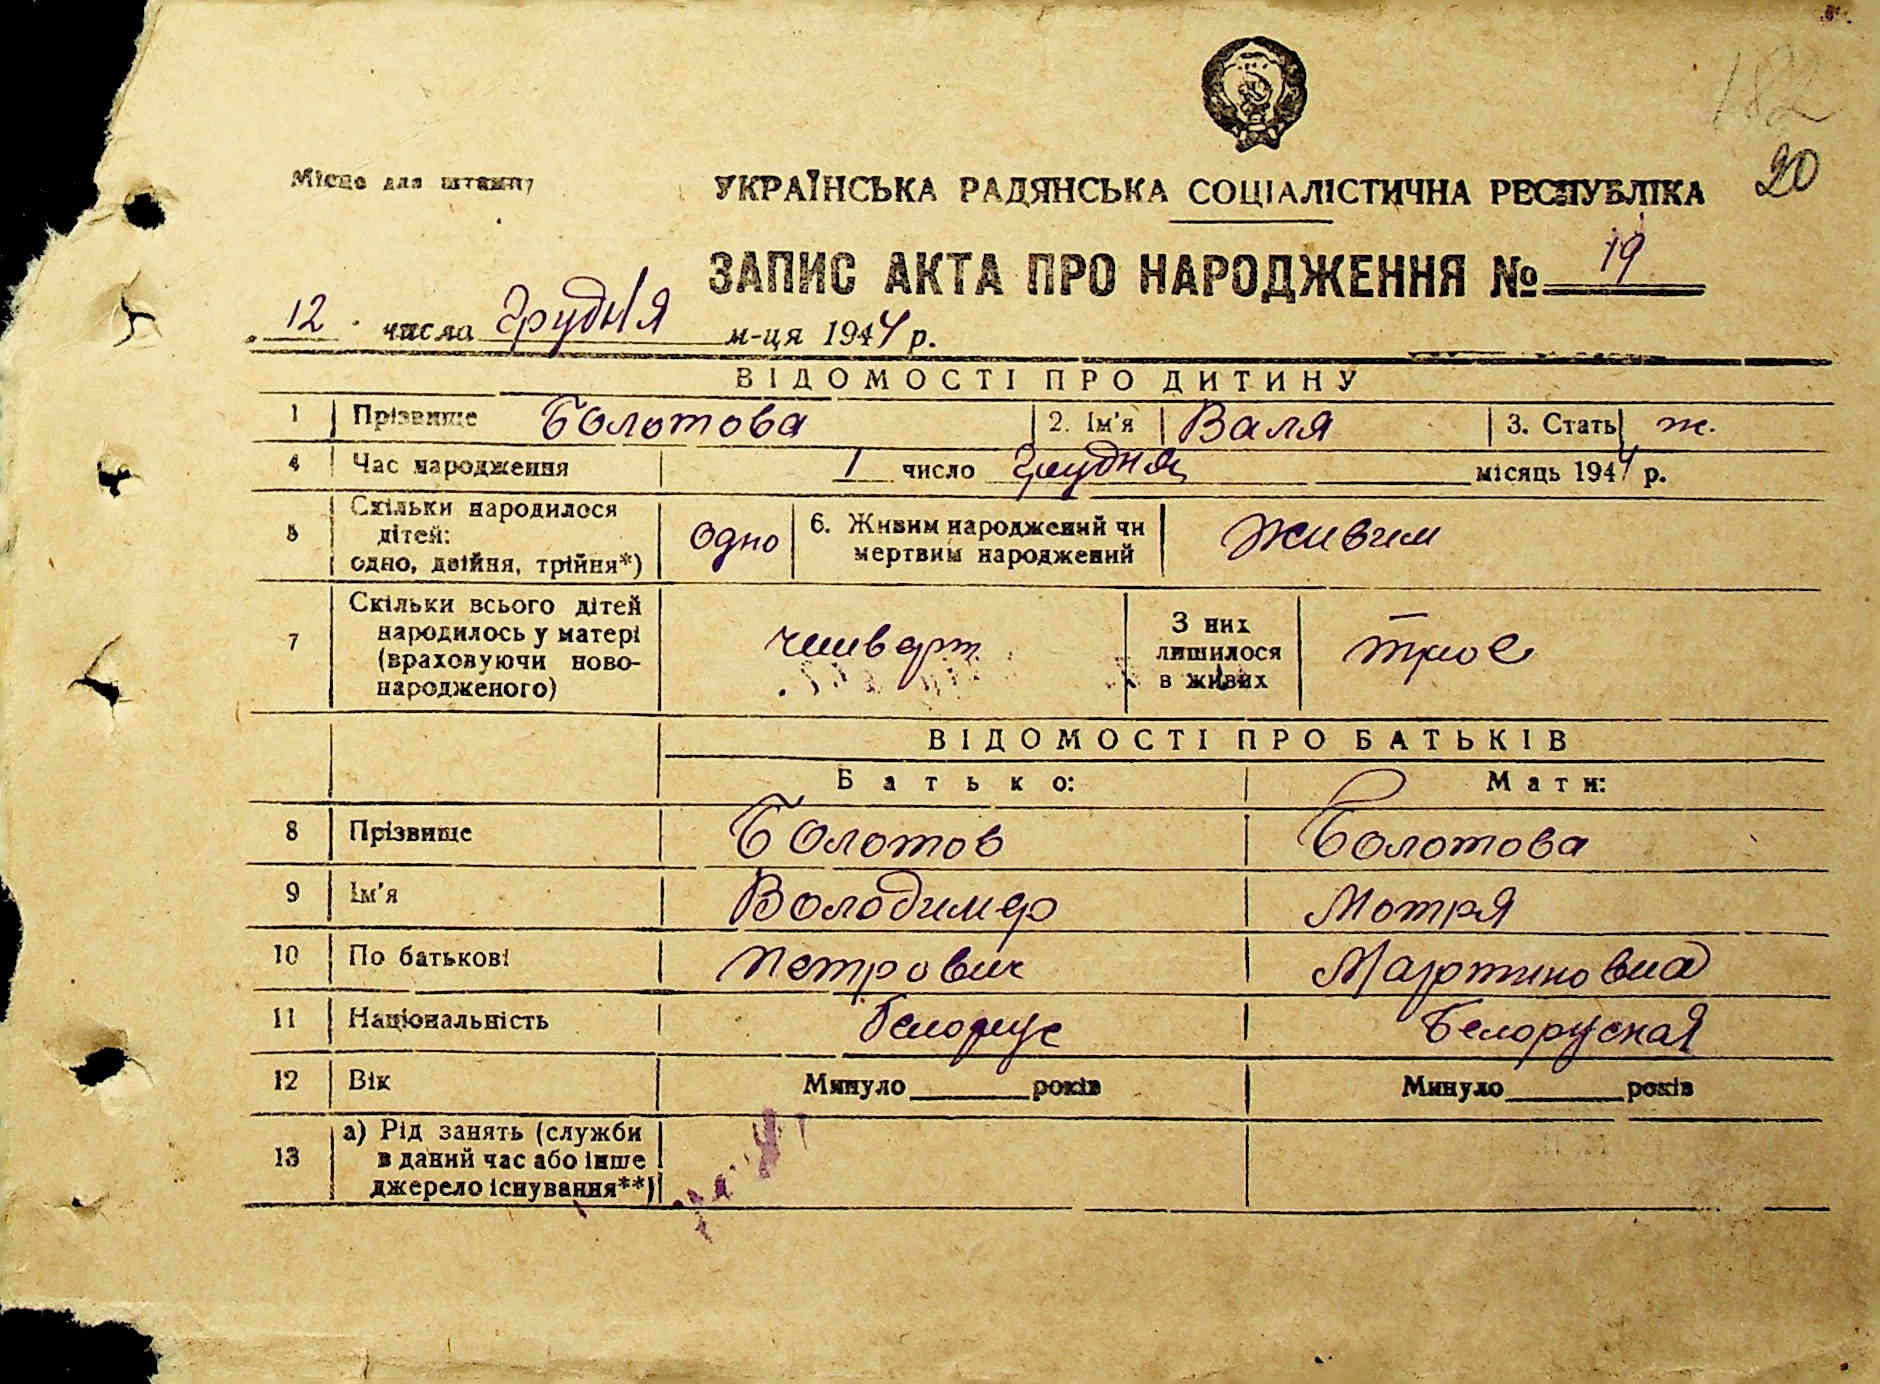 182
20
Місце для штампу
УКРАЇНСЬКА РАДЯНСЬКА СОЦІАЛІСТИЧНА РЕСПУБЛІКА
ЗАПИС АКТА ПРО НАРОДЖЕННЯ № 19
12 числа Грудня м-ця 1944 р.
ВІДОМОСТІ ПРО ДИТИНУ
1 Прізвище Болотова 2. Ім'я Валя 3. Стать ж.
4 Час народження 1 число Грудня місяць 1944 р.
5 Скільки народилося дітей: одно, двійня, трійня*) одно 6. Живим народжений чи мертвим народжений Живим
7 Скільки всього дітей народилось у матері (враховуючи новонародженого) четверт З них лишилося в живих трое
ВІДОМОСТІ ПРО БАТЬКІВ
Батько: Мати:
8 Прізвище Болотов Болотова
9 Ім'я Володимер Мотря
10 По батькові Петрович Мартиновна
11 Національність белорус Белоруская
12 Вік Минуло років Минуло років
13 а) Рід занять (служби в даний час або інше джерело існування**)